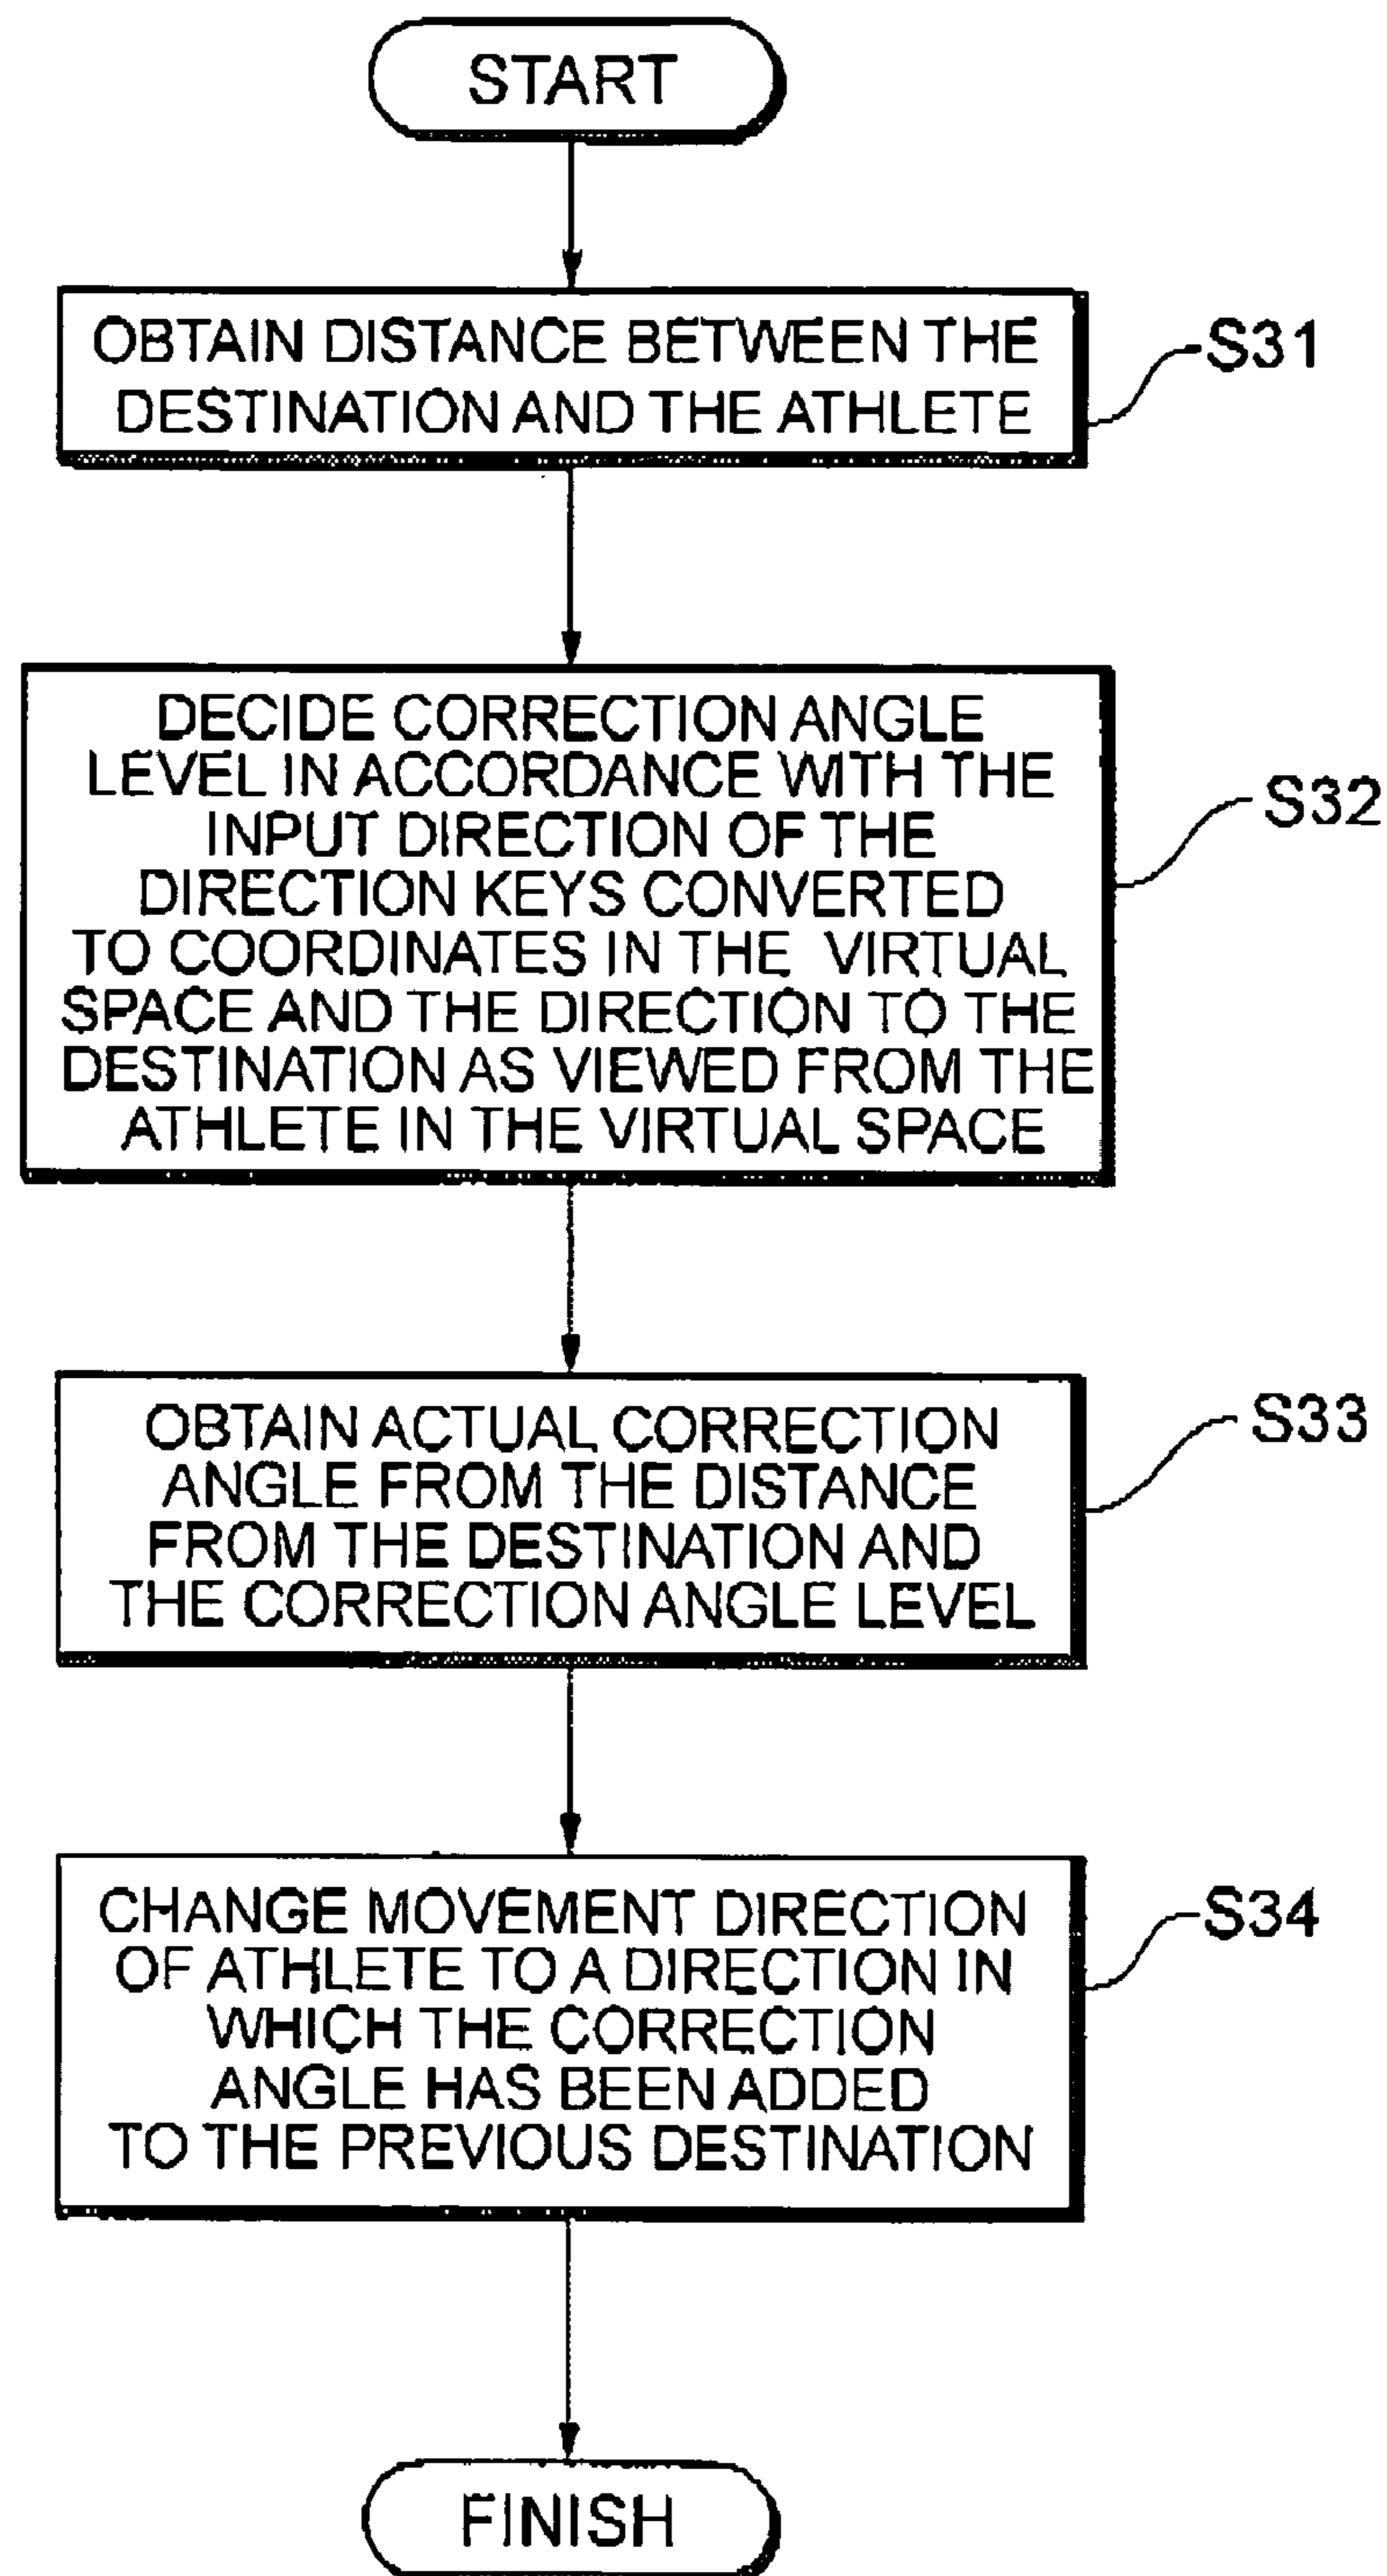 START
OBTAIN DISTANCE BETWEEN THE
DESTINATION AND THE ATHLETE
S31
DECIDE CORRECTION ANGLE
LEVEL IN ACCORDANCE WITH THE
INPUT DIRECTION OF THE
DIRECTION KEYS CONVERTED
TO COORDINATES IN THE VIRTUAL
SPACE AND THE DIRECTION TO THE
DESTINATION AS VIEWED FROM THE
ATHLETE IN THE VIRTUAL SPACE
S32
OBTAIN ACTUAL CORRECTION
ANGLE FROM THE DISTANCE
FROM THE DESTINATION AND
THE CORRECTION ANGLE LEVEL
S33
CHANGE MOVEMENT DIRECTION
OF ATHLETE TO A DIRECTION IN
WHICH THE CORRECTION
ANGLE HAS BEEN ADDED
TO THE PREVIOUS DESTINATION
S34
FINISH